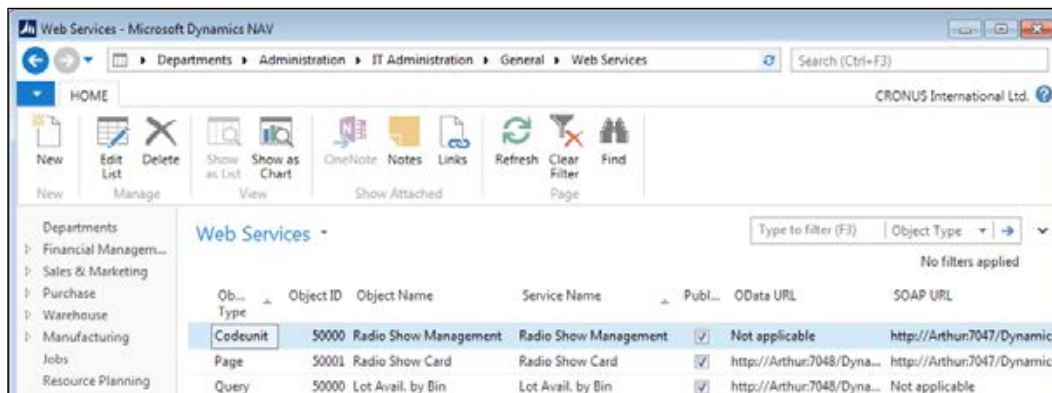 Web Services - Microsoft Dynamics NAV
Departments Administration IT Administration General Web Services Search (Ctrl+F3)
HOME CRONUS International Ltd.
New Edit List Delete Show as List Show as Chart OneNote Notes Links Refresh Clear Filter Find
New Manage View Show Attached Page
Departments
Financial Managem...
Sales & Marketing
Purchase
Warehouse
Manufacturing
Jobs
Resource Planning
Web Services Type to filter (F3) Object Type
No filters applied
Ob... Type Object ID Object Name Service Name Publ... OData URL SOAP URL
Codeunit 50000 Radio Show Management Radio Show Management Not applicable http://Arthur:7047/Dynamic
Page 50001 Radio Show Card Radio Show Card http://Arthur:7048/Dyna... http://Arthur:7047/Dynamic
Query 50000 Lot Avail. by Bin Lot Avail. by Bin http://Arthur:7048/Dyna... Not applicable